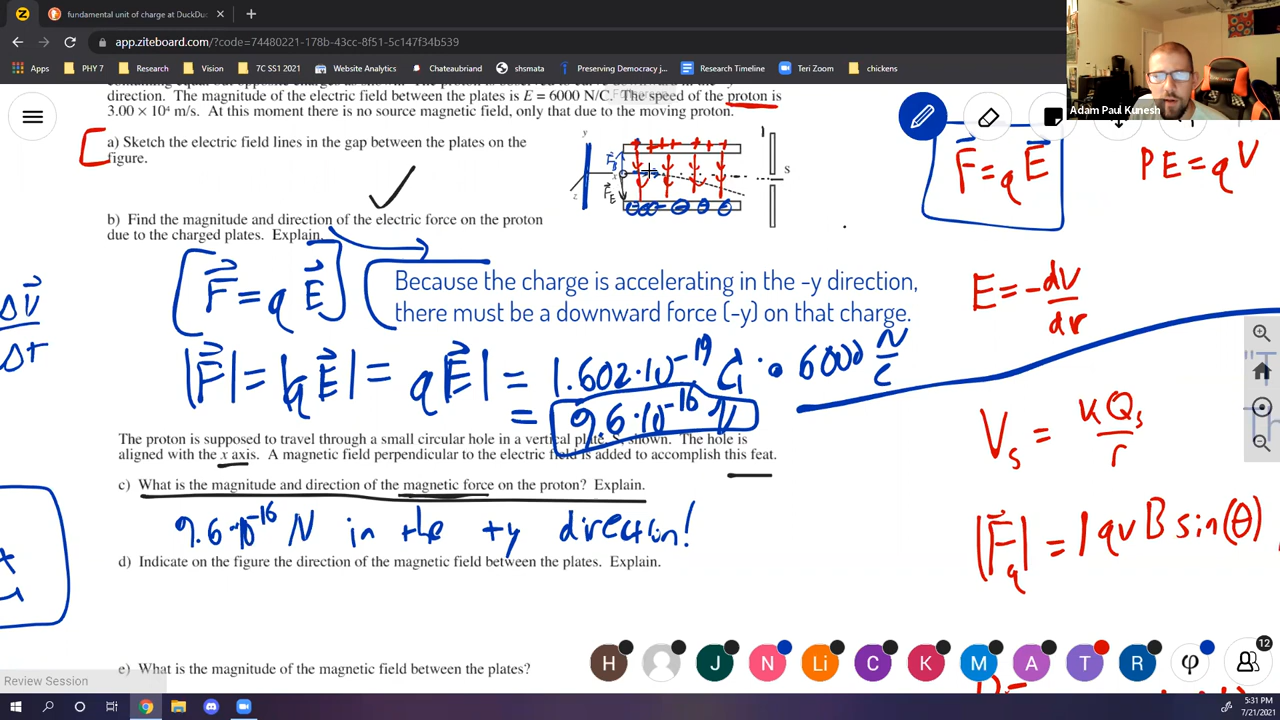 fundamental unit of charge at DuckDu
app.ziteboard.com/?code=74480221-178b-43cc-8f51-5c147f34b539
Apps PHY 7 Research Vision 7C SS1 2021 Website Analytics Chateaadmin shsmata Preserving Democracy j... Research Timeline Teri Zoom chickens
Adam Paul Kunesh
direction. The magnitude of the electric field between the plates is E = 6000 N/C. The speed of the proton is
3.00 × 10⁴ m/s. At this moment there is no source magnetic field, only that due to the moving proton.
a) Sketch the electric field lines in the gap between the plates on the
figure.
y
z
S
F_E
b) Find the magnitude and direction of the electric force on the proton
due to the charged plates. Explain.
F = qE
PE = qV
F = qE
Because the charge is accelerating in the -y direction,
there must be a downward force (-y) on that charge.
E = -dV/dr
|F| = |qE| = q|E| = 1.602·10⁻¹⁹ C · 6000 N/C
= 9.6·10⁻¹⁶ N
The proton is supposed to travel through a small circular hole in a vertical plate, S, shown. The hole is
aligned with the x axis. A magnetic field perpendicular to the electric field is added to accomplish this feat.
V_s = kQ_s/r
c) What is the magnitude and direction of the magnetic force on the proton? Explain.
9.6·10⁻¹⁶ N in the +y direction!
|F_q| = |qvB sin(θ)
d) Indicate on the figure the direction of the magnetic field between the plates. Explain.
e) What is the magnitude of the magnetic field between the plates?
H J N Li C K M A T R φ 12
Review Session
5:31 PM
7/21/2021